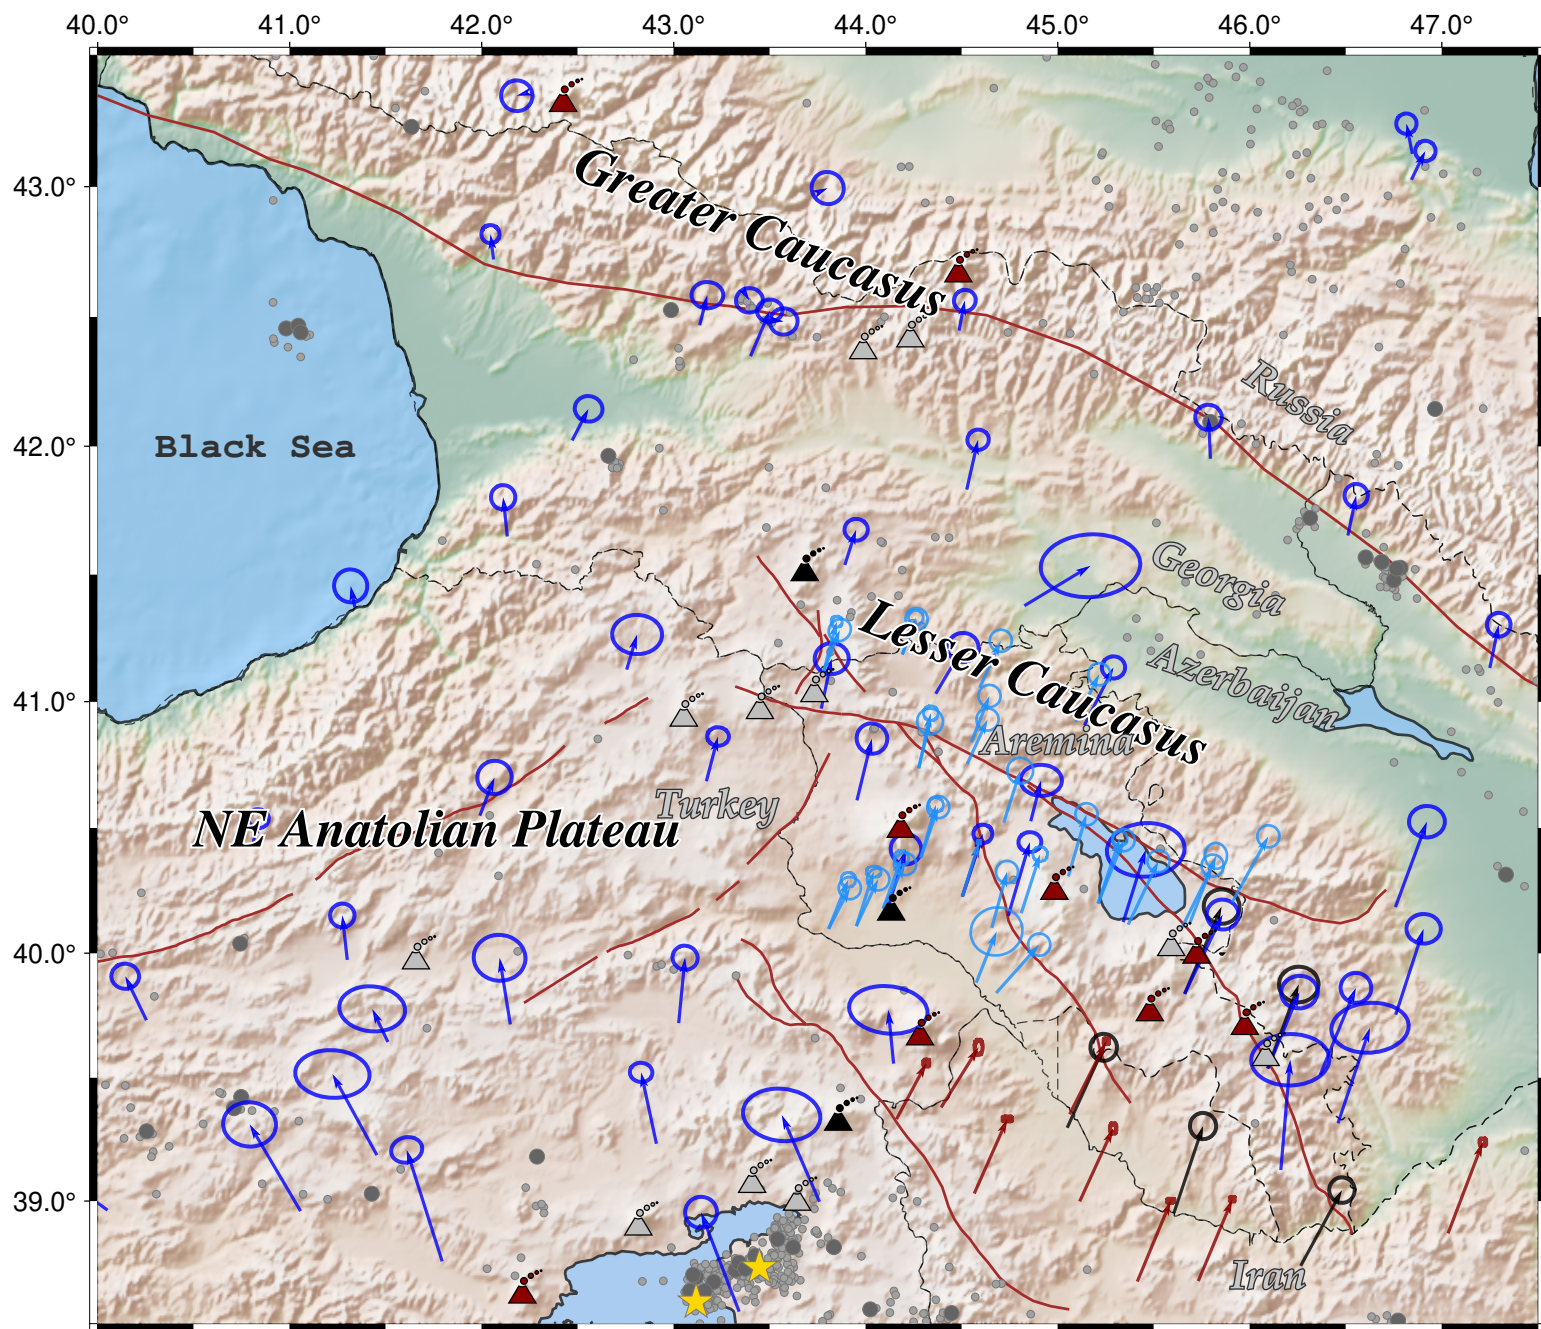 40.0° 41.0° 42.0° 43.0° 44.0° 45.0° 46.0° 47.0°
43.0°
Greater Caucasus
Russia
42.0°
Black Sea
Georgia
Lesser Caucasus
Azerbaijan
41.0°
Aremina
Turkey
NE Anatolian Plateau
40.0°
39.0°
Iran